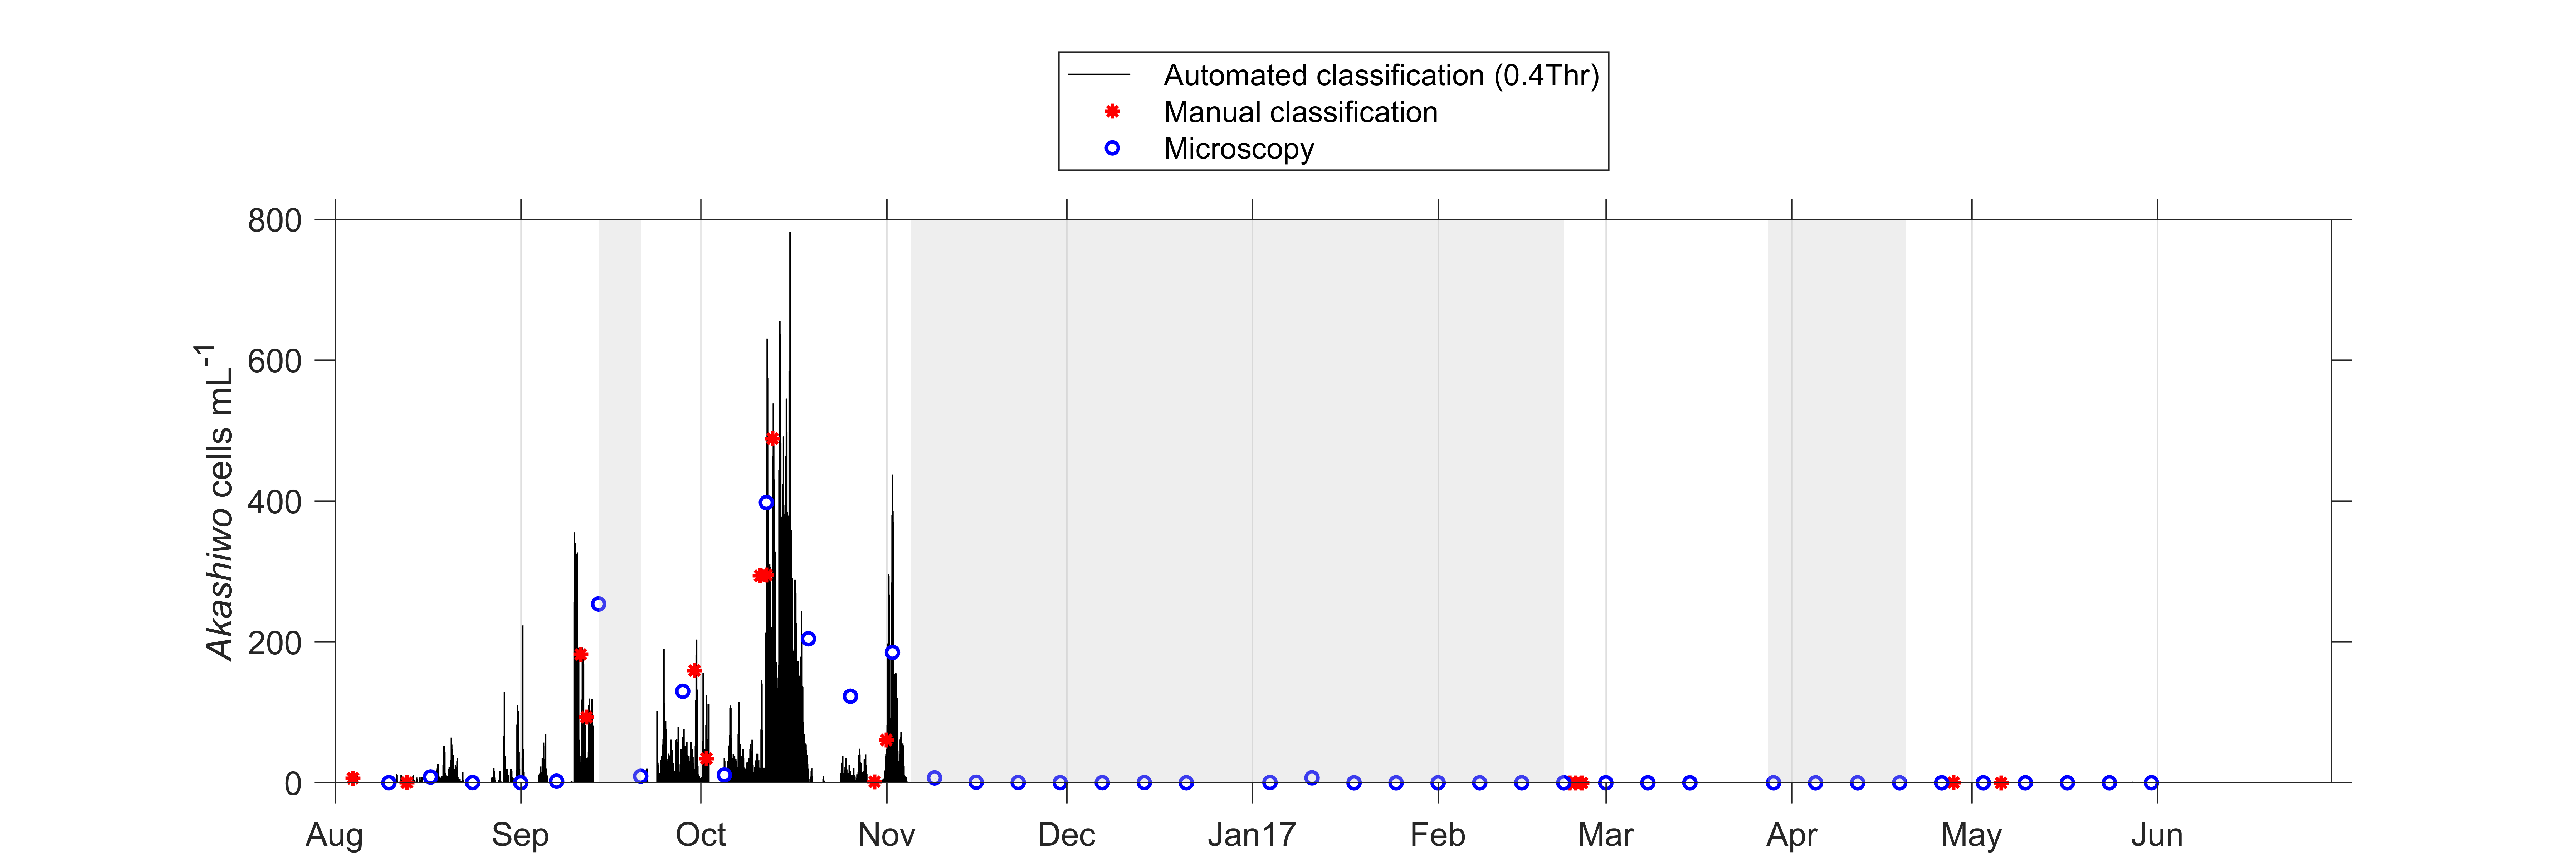 Automated classification (0.4Thr)
Manual classification
Microscopy
Akashiwo cells mL-1
800
600
400
200
0
Aug Sep Oct Nov Dec Jan17 Feb Mar Apr May Jun